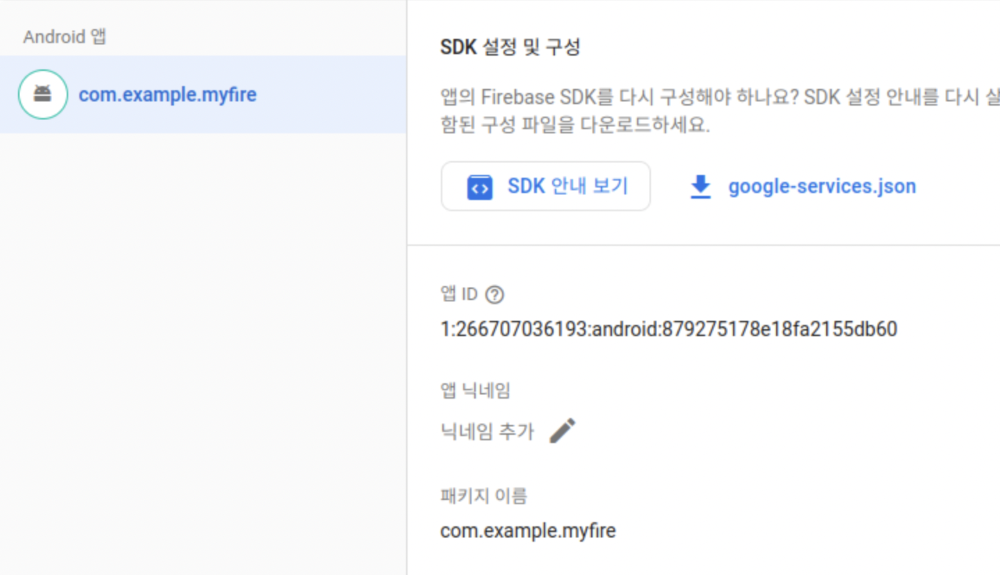 Android 앱
com.example.myfire
SDK 설정 및 구성
앱의 Firebase SDK를 다시 구성해야 하나요? SDK 설정 안내를 다시 살
함된 구성 파일을 다운로드하세요.
SDK 안내 보기
google-services.json
앱 ID
1:266707036193:android:879275178e18fa2155db60
앱 닉네임
닉네임 추가
패키지 이름
com.example.myfire